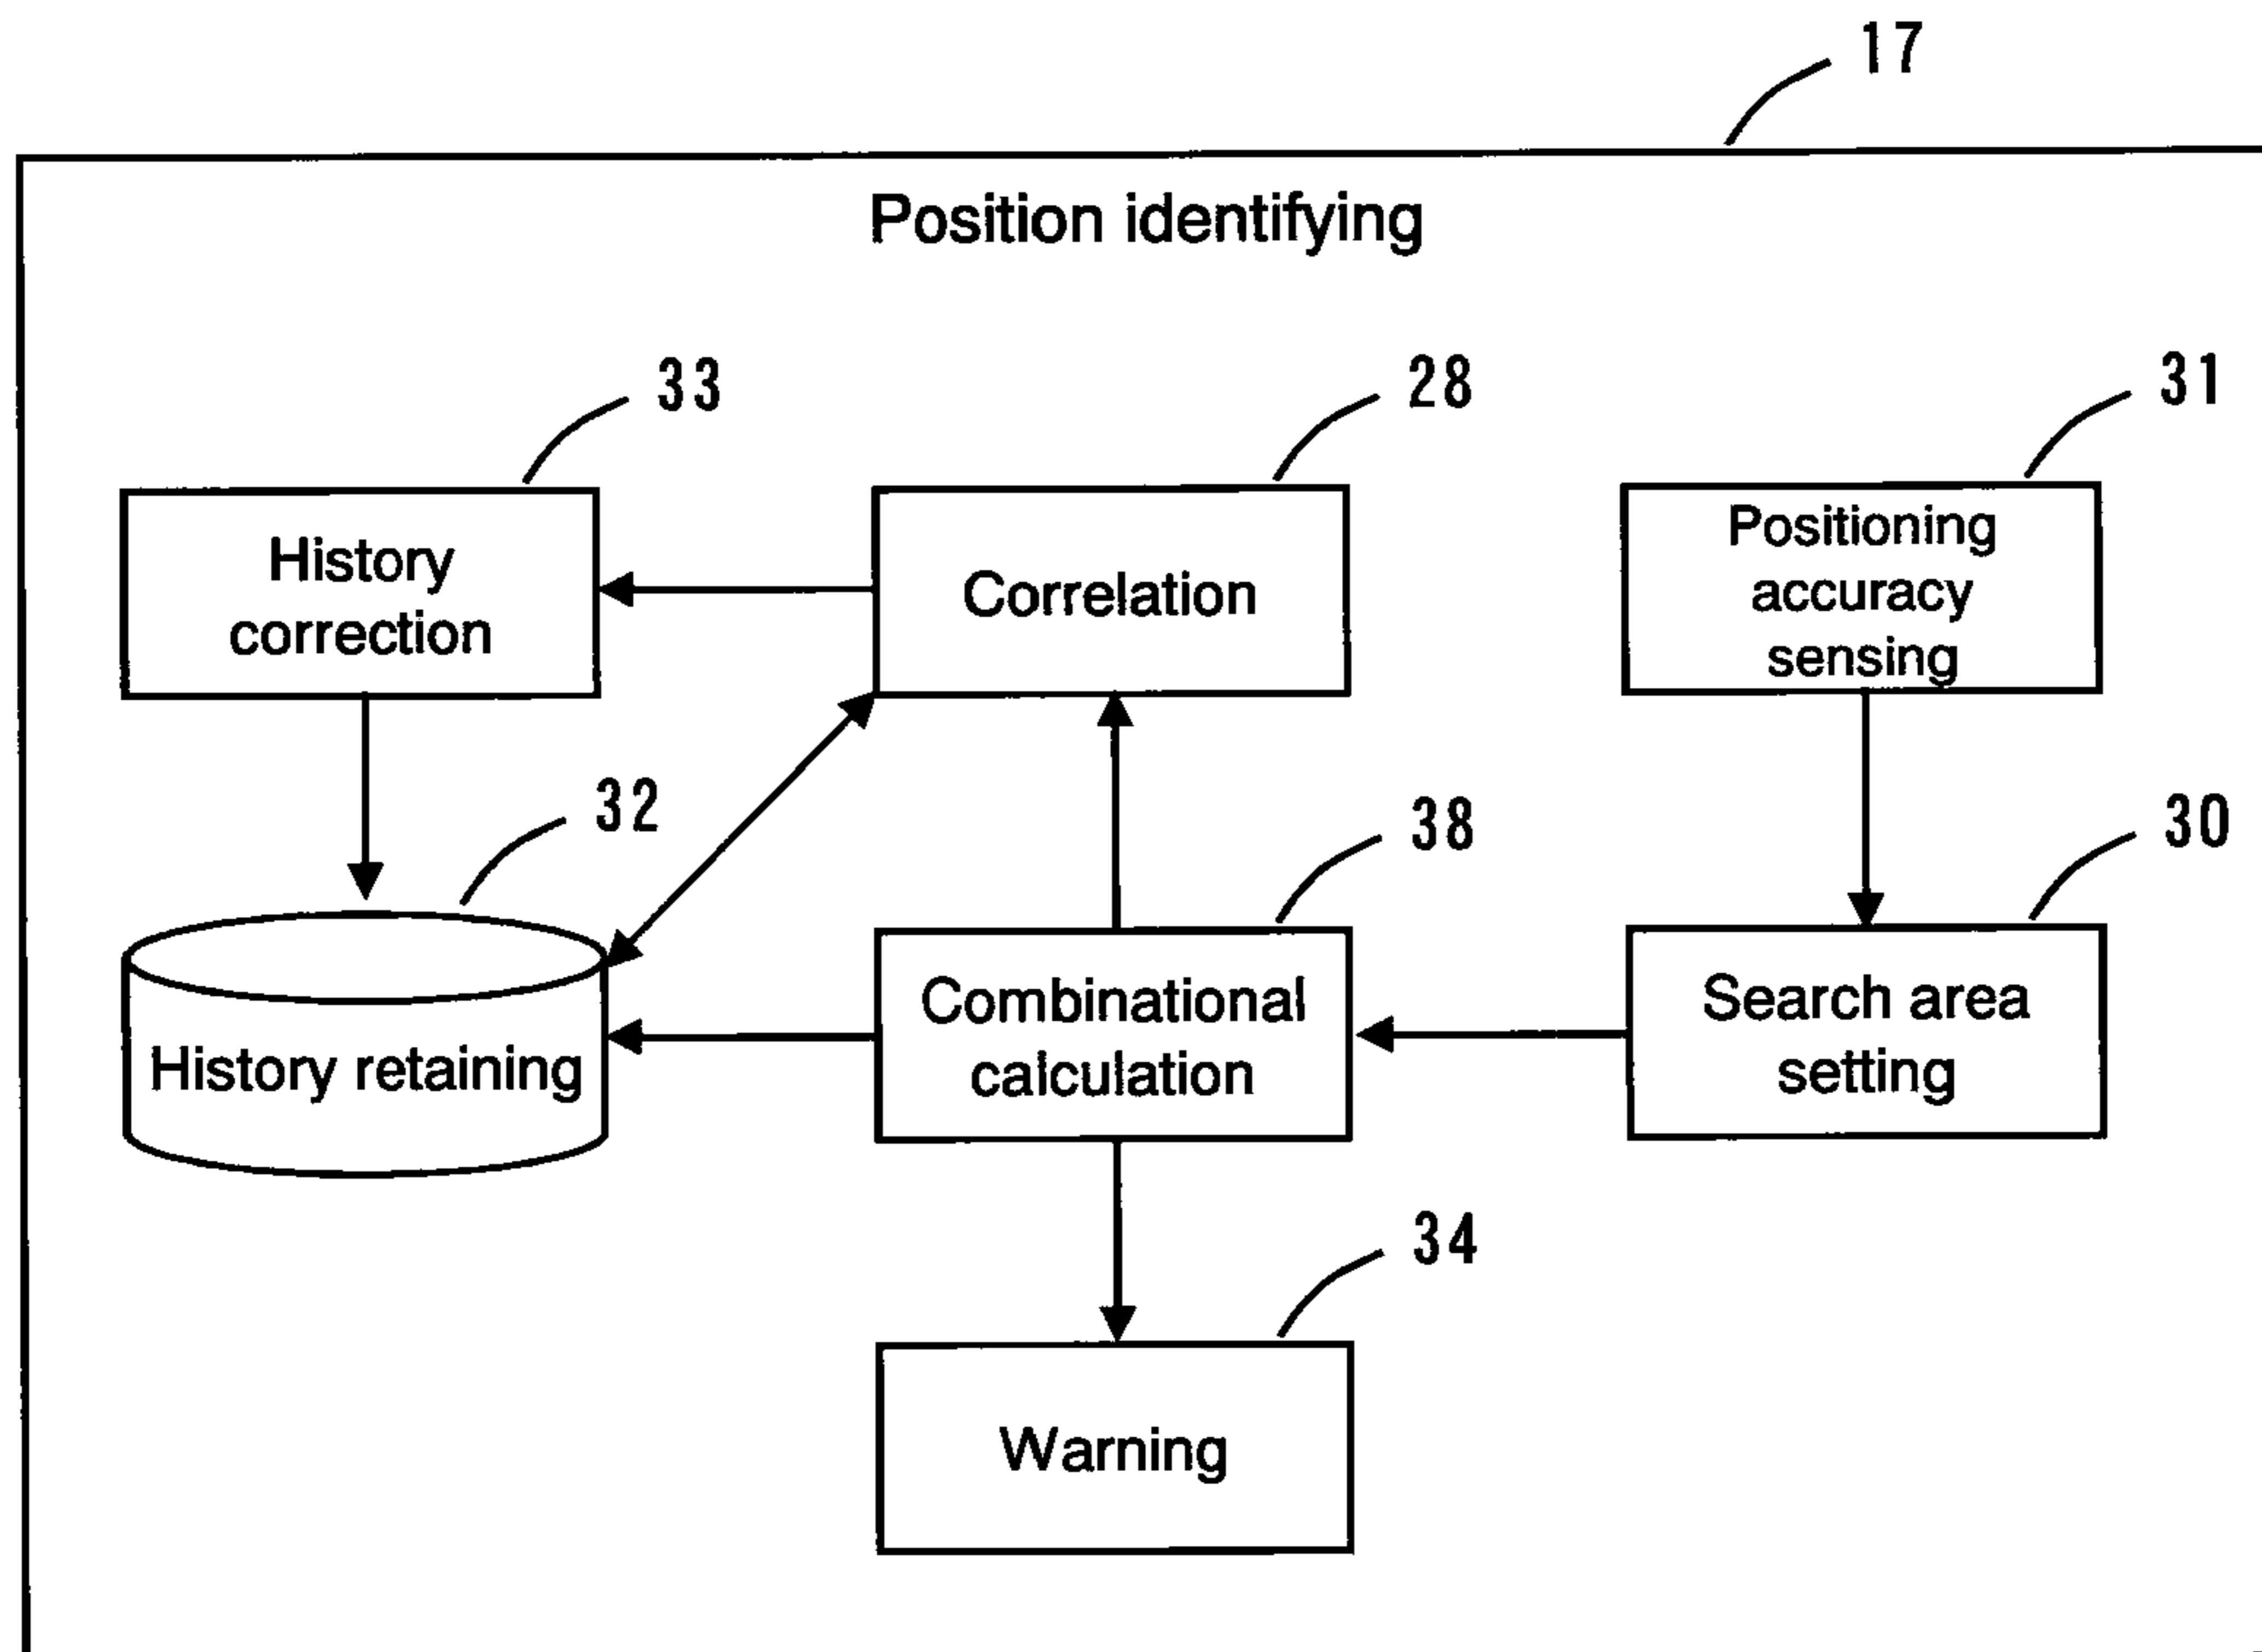 17
Position identifying
33
28
31
History
correction
Correlation
Positioning
accuracy
sensing
32
38
30
History retaining
Combinational
calculation
Search area
setting
34
Warning